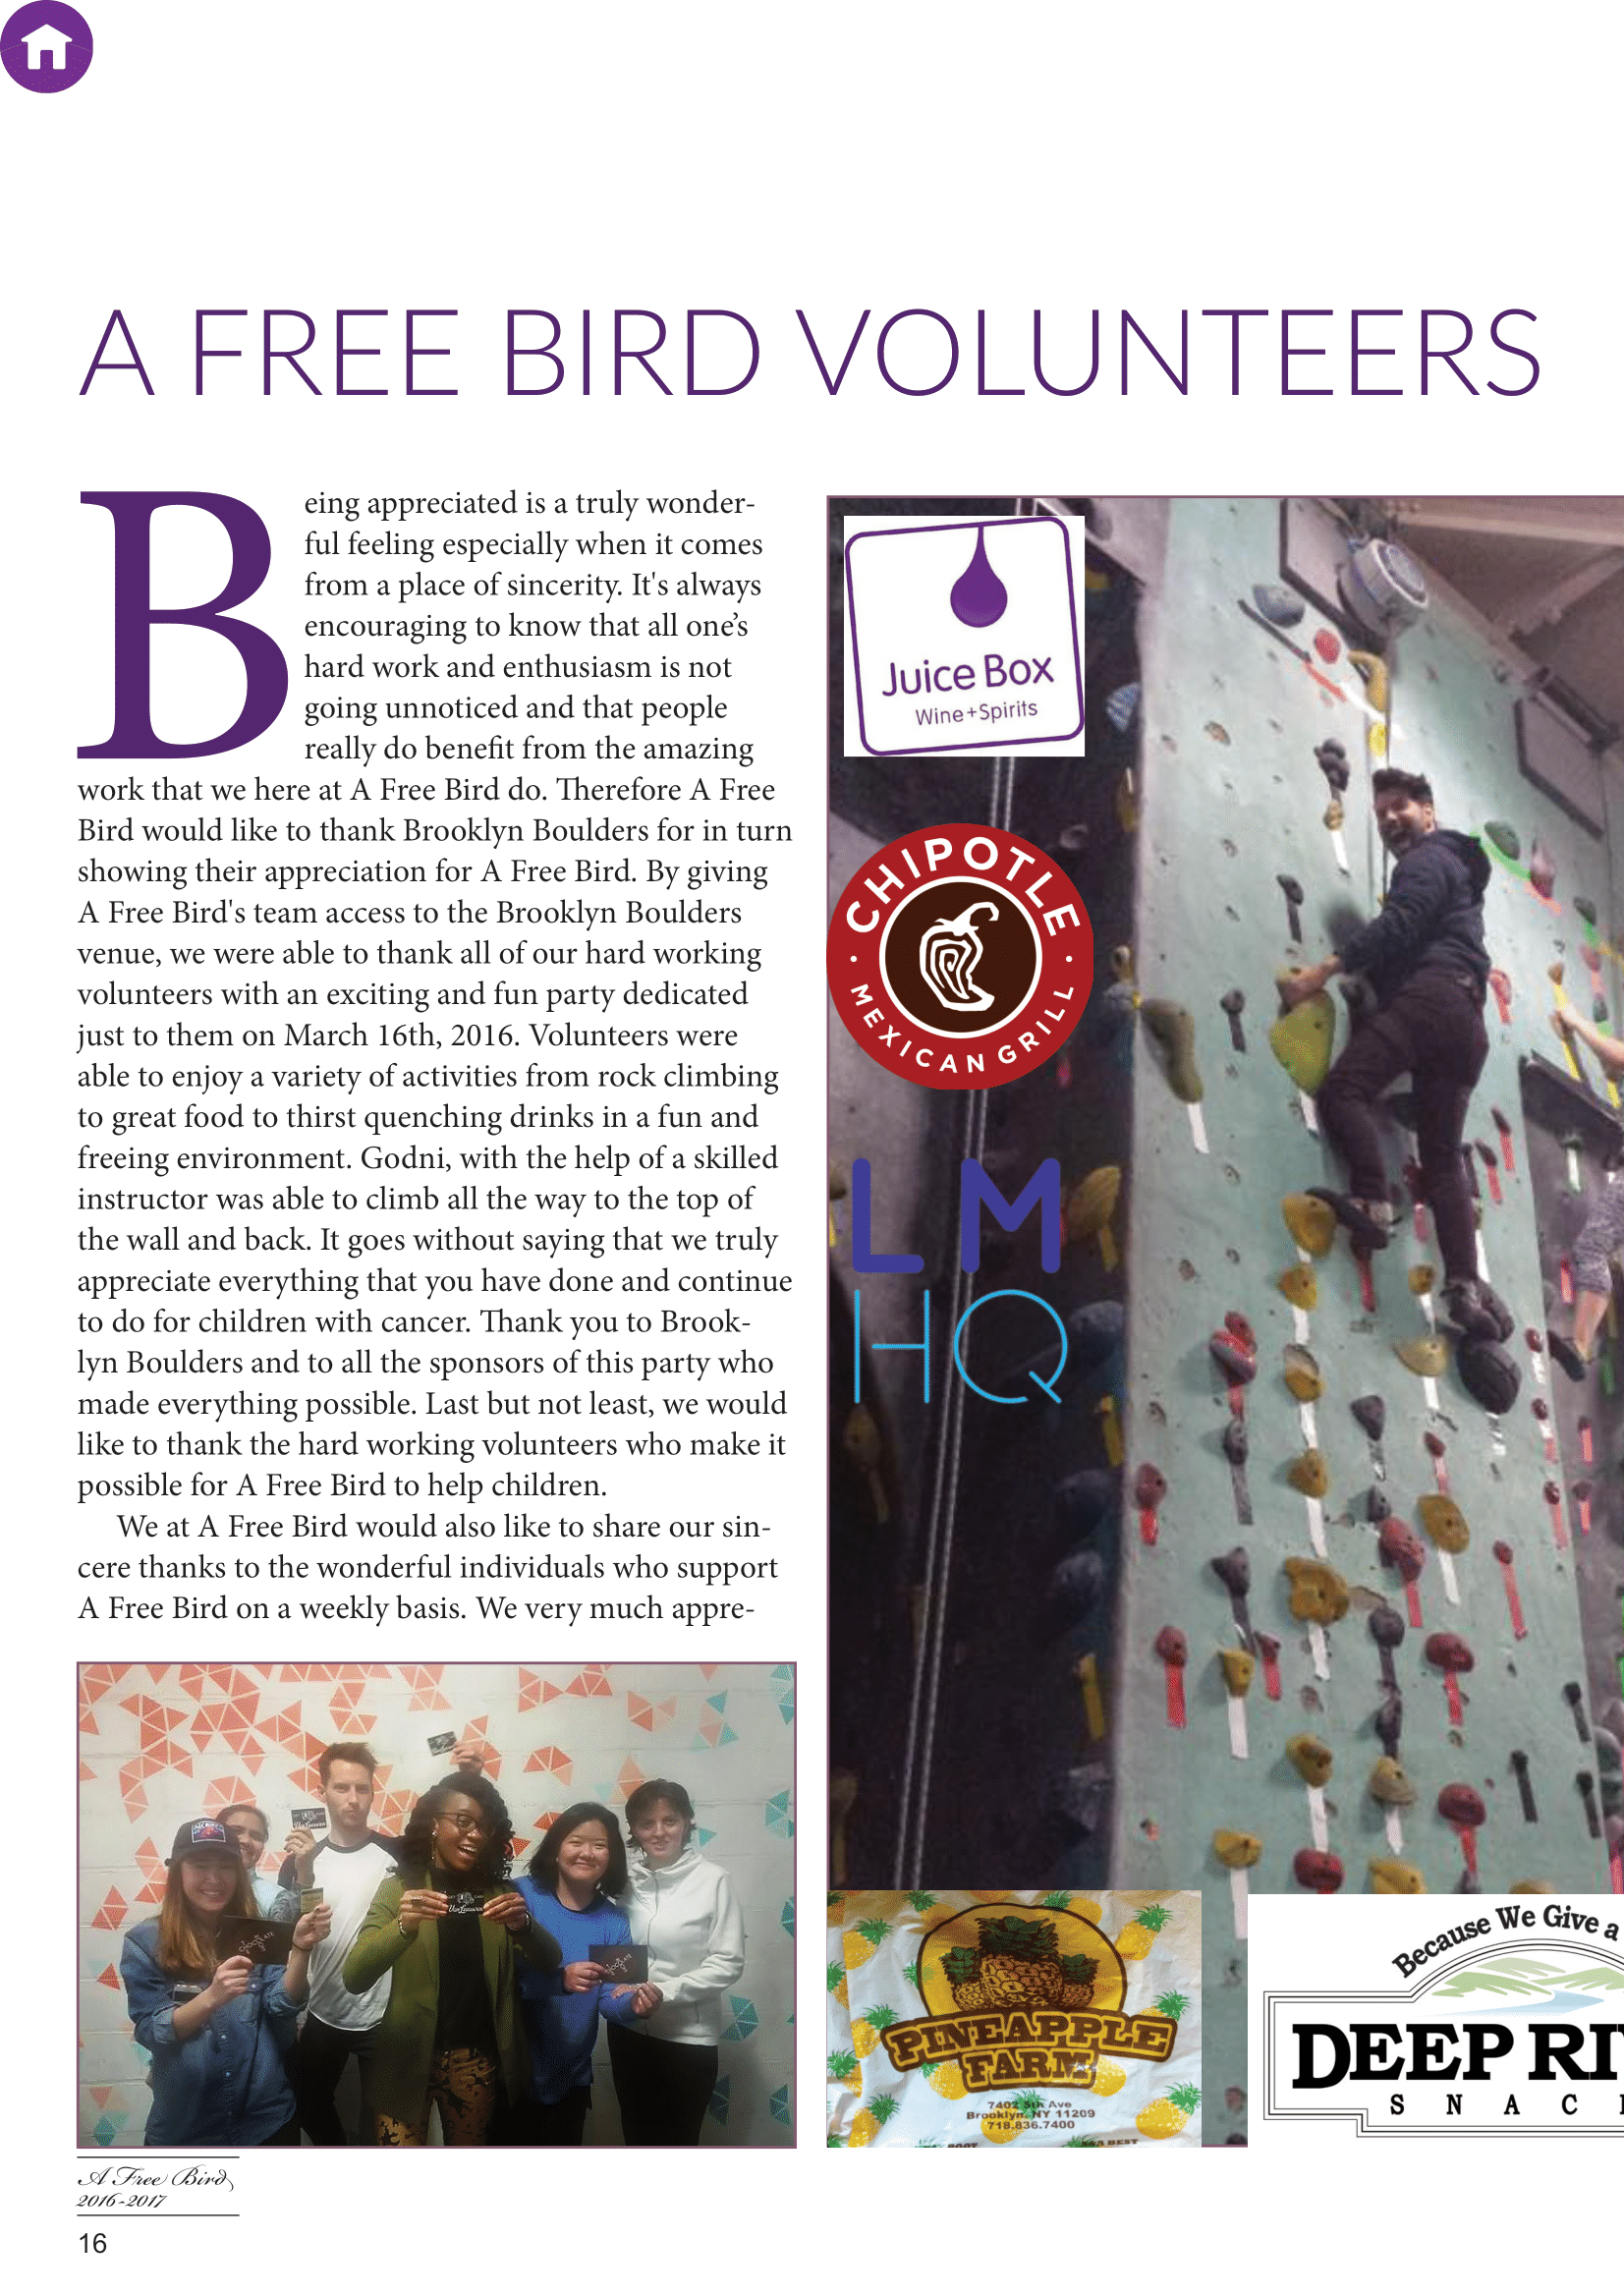 A FREE BIRD VOLUNTEERS
Being appreciated is a truly wonder-
ful feeling especially when it comes
from a place of sincerity. It's always
encouraging to know that all one’s
hard work and enthusiasm is not
going unnoticed and that people
really do benefit from the amazing
work that we here at A Free Bird do. Therefore A Free
Bird would like to thank Brooklyn Boulders for in turn
showing their appreciation for A Free Bird. By giving
A Free Bird's team access to the Brooklyn Boulders
venue, we were able to thank all of our hard working
volunteers with an exciting and fun party dedicated
just to them on March 16th, 2016. Volunteers were
able to enjoy a variety of activities from rock climbing
to great food to thirst quenching drinks in a fun and
freeing environment. Godni, with the help of a skilled
instructor was able to climb all the way to the top of
the wall and back. It goes without saying that we truly
appreciate everything that you have done and continue
to do for children with cancer. Thank you to Brook-
lyn Boulders and to all the sponsors of this party who
made everything possible. Last but not least, we would
like to thank the hard working volunteers who make it
possible for A Free Bird to help children.
We at A Free Bird would also like to share our sin-
cere thanks to the wonderful individuals who support
A Free Bird on a weekly basis. We very much appre-
Juice Box
Wine+Spirits
CHIPOTLE
MEXICAN GRILL
LM
HQ
PINEAPPLE
FARM
7402 5th Ave
Brooklyn, NY 11209
718.836.7400
Because We Give a
DEEP RI
SNAC
A Free Bird
2016-2017
16